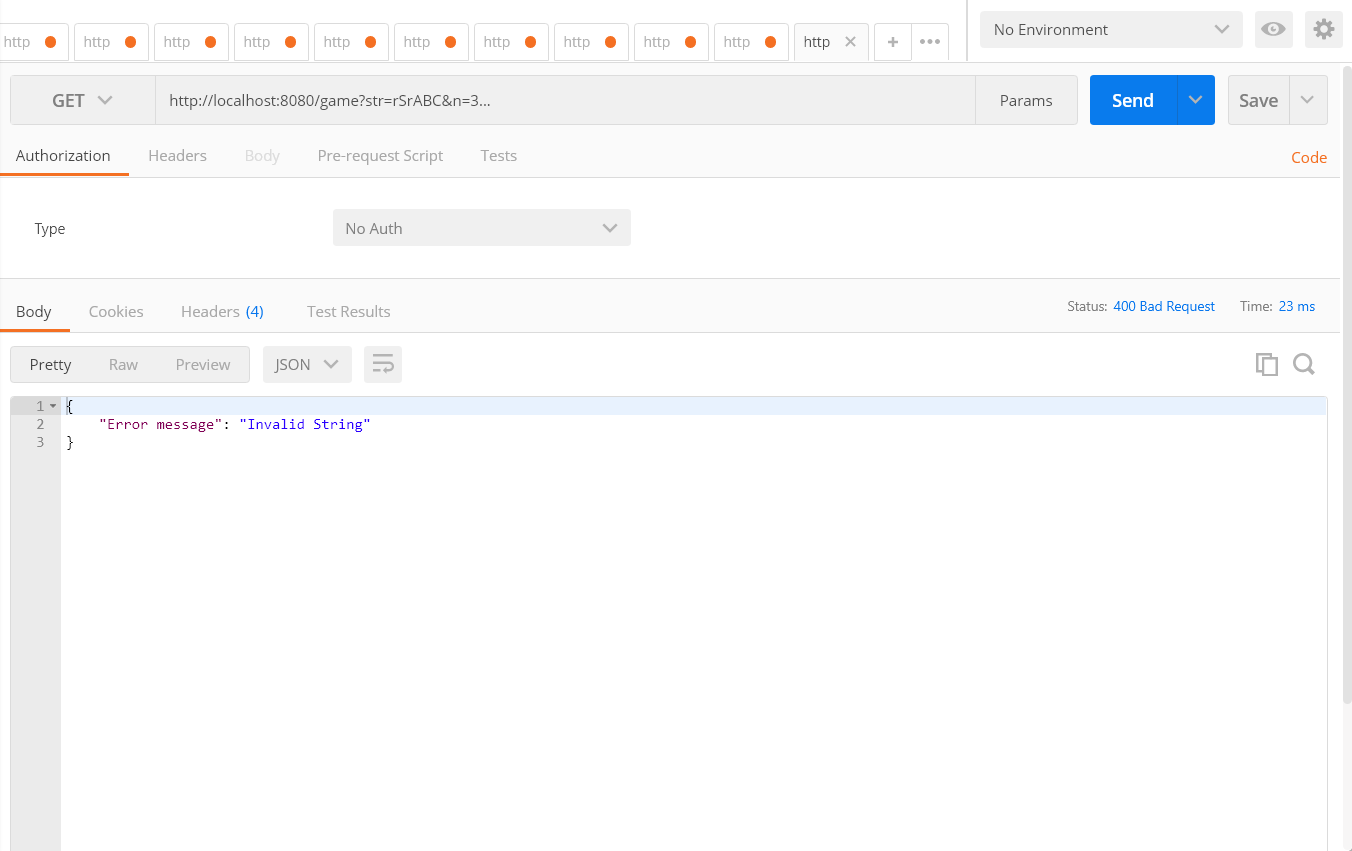 http http http http http http http http http http http + •••
No Environment
GET http://localhost:8080/game?str=rSrABC&n=3... Params Send Save
Authorization Headers Body Pre-request Script Tests Code
Type No Auth
Body Cookies Headers (4) Test Results Status: 400 Bad Request Time: 23 ms
Pretty Raw Preview JSON
1 {
2 "Error message": "Invalid String"
3 }